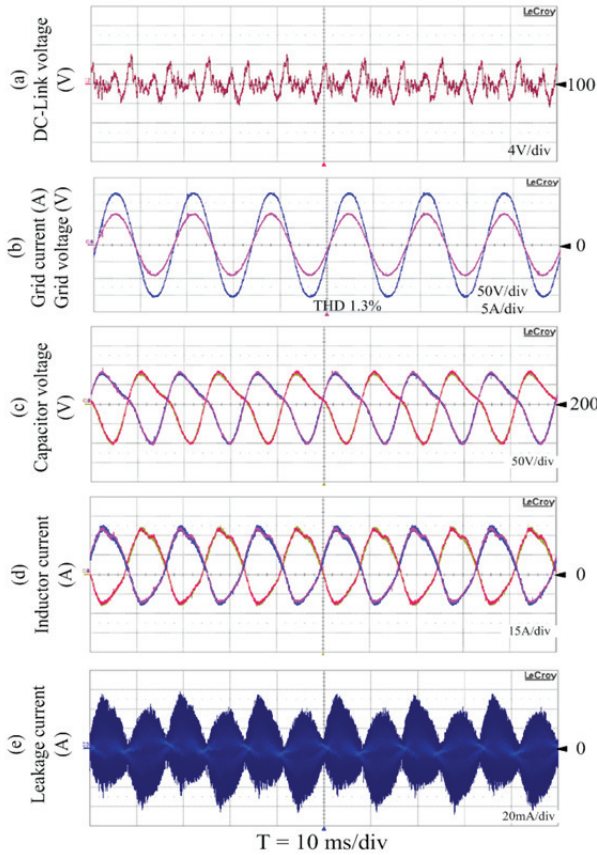 LeCroy
(a)
DC-Link voltage
(V)
100
4V/div
LeCroy
(b)
Grid current (A)
Grid voltage (V)
0
50V/div
THD 1.3%
5A/div
LeCroy
(c)
Capacitor voltage
(V)
200
50V/div
LeCroy
(d)
Inductor current
(A)
0
15A/div
LeCroy
(e)
Leakage current
(A)
0
20mA/div
T = 10 ms/div